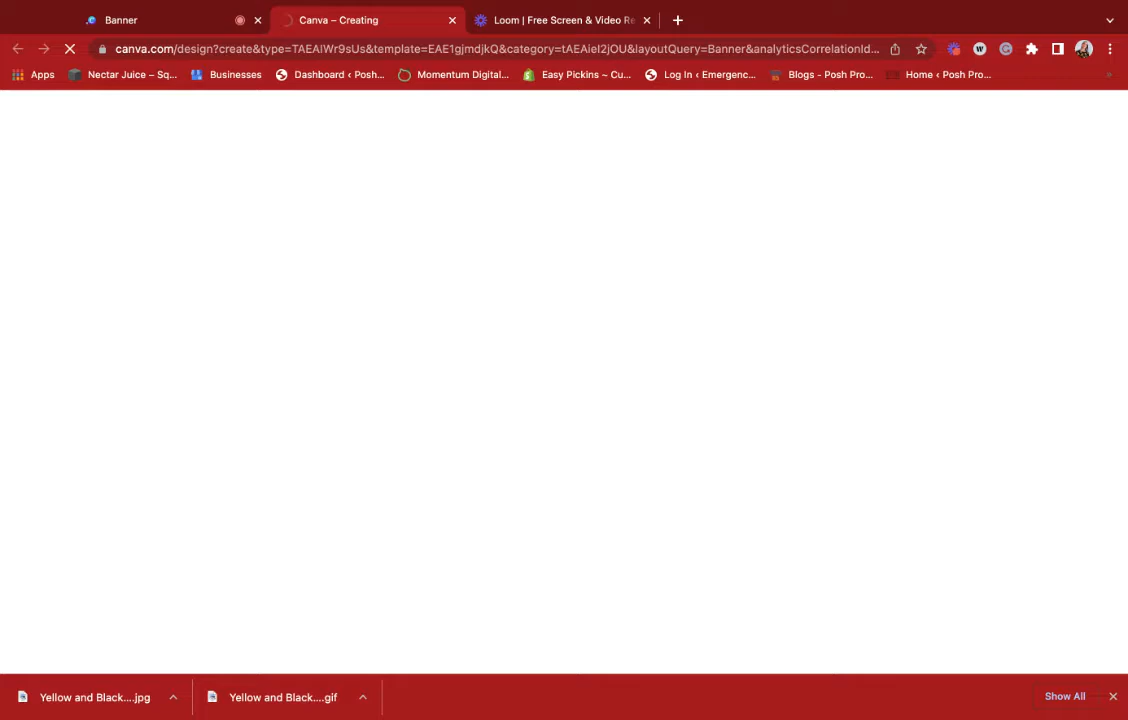 Banner
Canva – Creating
Loom | Free Screen & Video Re
canva.com/design?create&type=TAEAIWr9sUs&template=EAE1gjmdjkQ&category=tAEAieI2jOU&layoutQuery=Banner&analyticsCorrelationId...
Apps
Nectar Juice – Sq...
Businesses
Dashboard ‹ Posh...
Momentum Digital...
Easy Pickins ~ Cu...
Log In ‹ Emergenc...
Blogs - Posh Pro...
Home ‹ Posh Pro...
Yellow and Black....jpg
Yellow and Black....gif
Show All